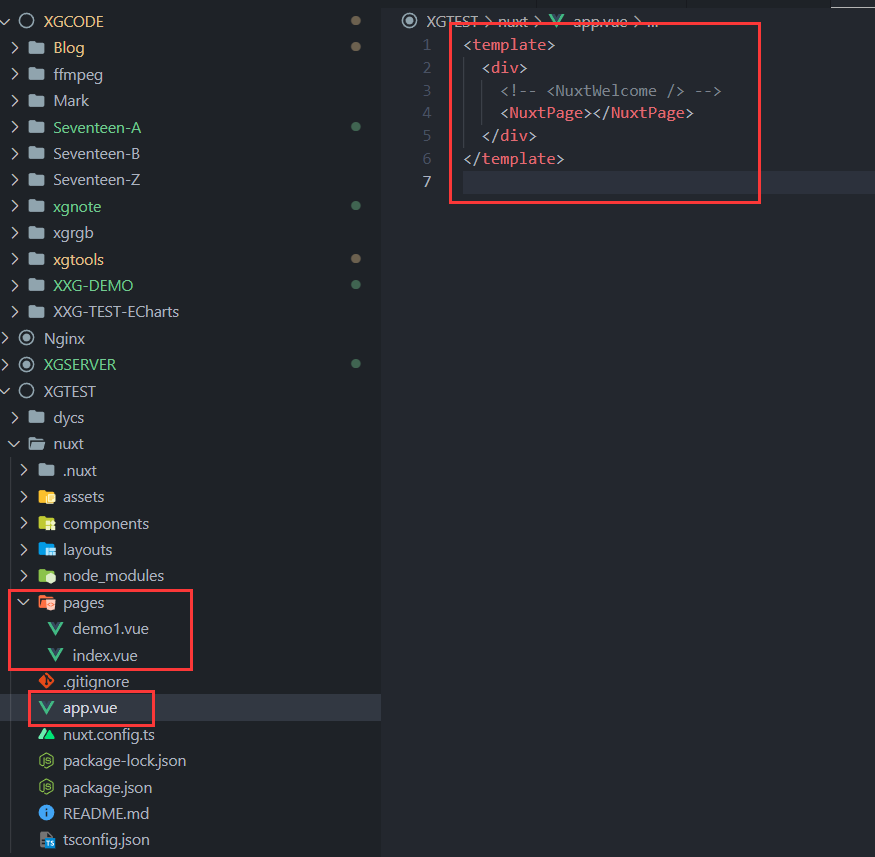 XGCODE
Blog
ffmpeg
Mark
Seventeen-A
Seventeen-B
Seventeen-Z
xgnote
xgrgb
xgtools
XXG-DEMO
XXG-TEST-ECharts
Nginx
XGSERVER
XGTEST
dycs
nuxt
.nuxt
assets
components
layouts
node_modules
pages
demo1.vue
index.vue
.gitignore
app.vue
nuxt.config.ts
package-lock.json
package.json
README.md
tsconfig.json
XGTEST > nuxt > app.vue > ...
1 <template>
2 <div>
3 <!-- <NuxtWelcome /> -->
4 <NuxtPage></NuxtPage>
5 </div>
6 </template>
7